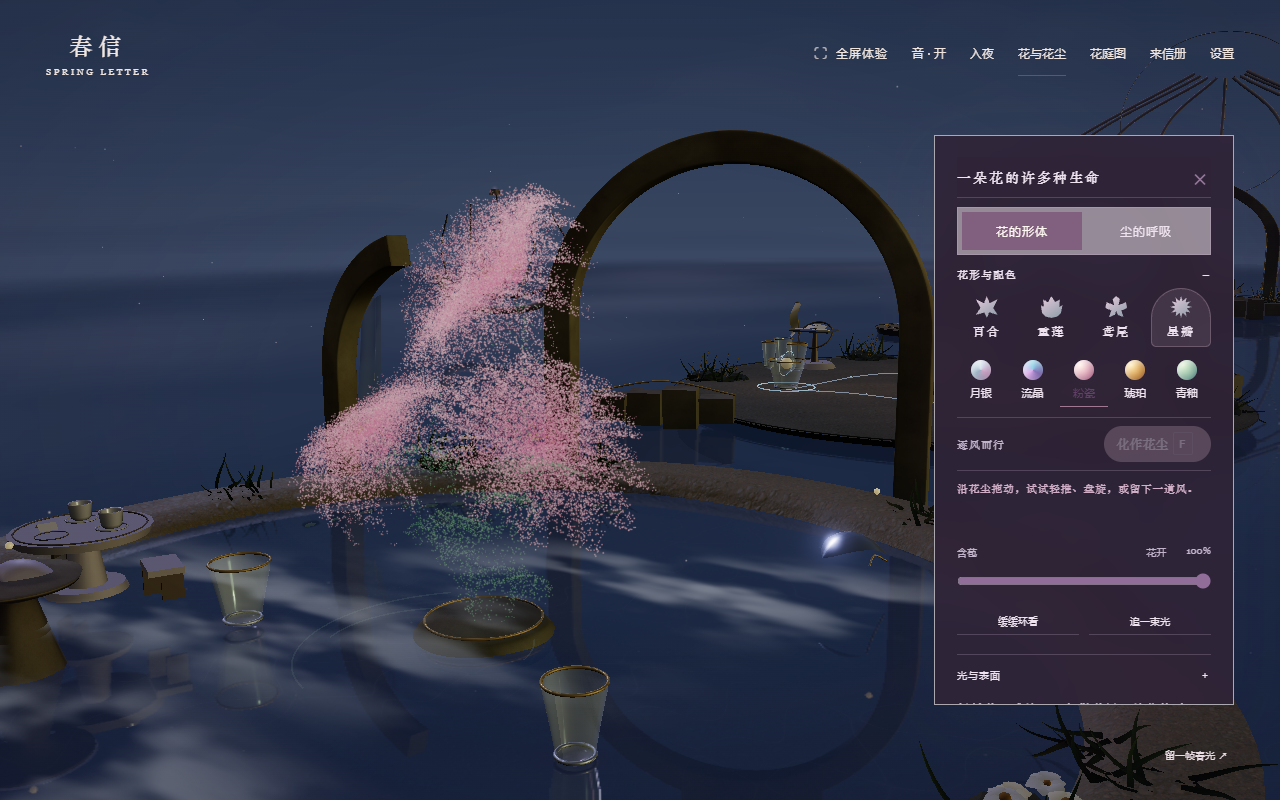 春信
SPRING LETTER
全屏体验
音·开
入夜
花与花尘
花庭图
来信册
设置
一朵花的许多种生命
花的形体
尘的呼吸
花形与配色
百合
重莲
鸢尾
星瓣
月银
流晶
粉瓷
琥珀
青釉
逐风而行
化作花尘 F
沿花尘拖动，试试轻推、盘旋，或留下一道风。
含苞
花开
100%
缓缓环看
追一束光
光与表面
留一帧春光 ↗